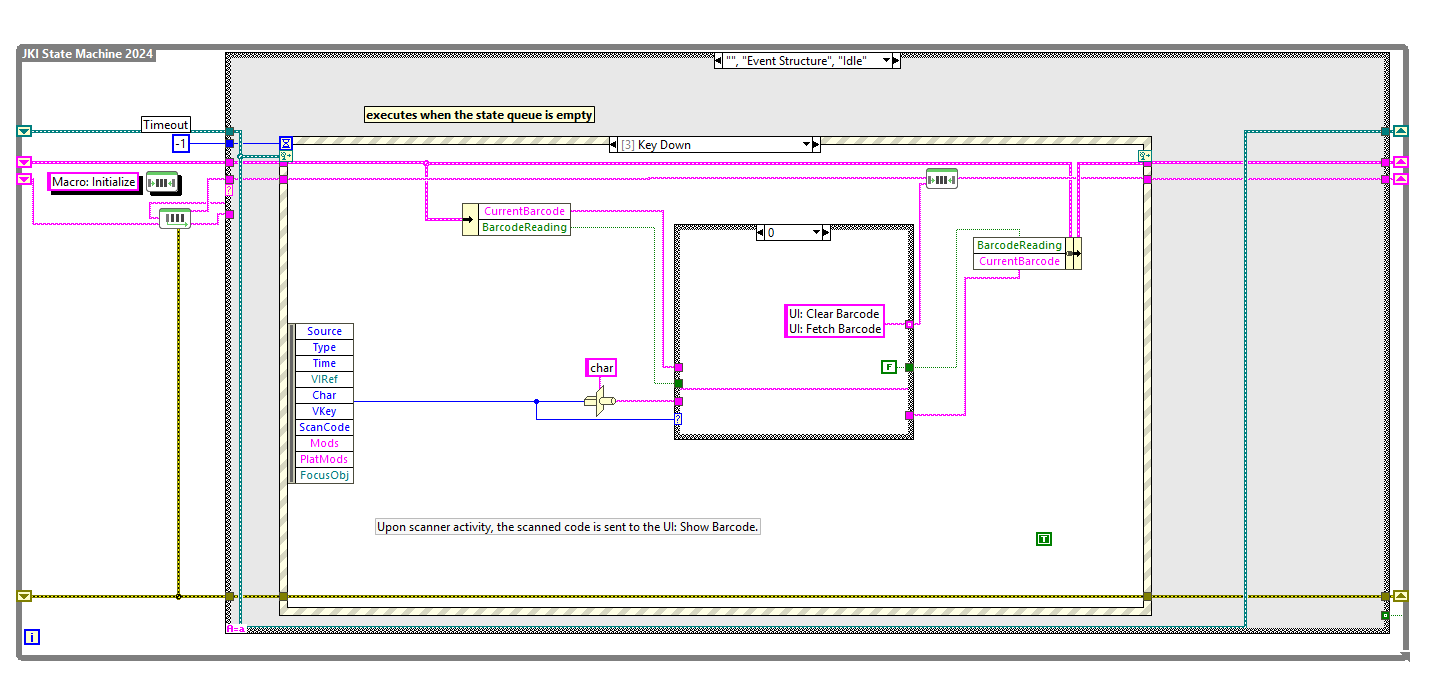 JKI State Machine 2024
"", "Event Structure", "Idle"
executes when the state queue is empty
Timeout
-1
[3] Key Down
Macro: Initialize
?
CurrentBarcode
BarcodeReading
0
BarcodeReading
CurrentBarcode
UI: Clear Barcode
UI: Fetch Barcode
Source
Type
Time
VIRef
Char
VKey
ScanCode
Mods
PlatMods
FocusObj
char
F
?
Upon scanner activity, the scanned code is sent to the UI: Show Barcode.
T
A=a
i